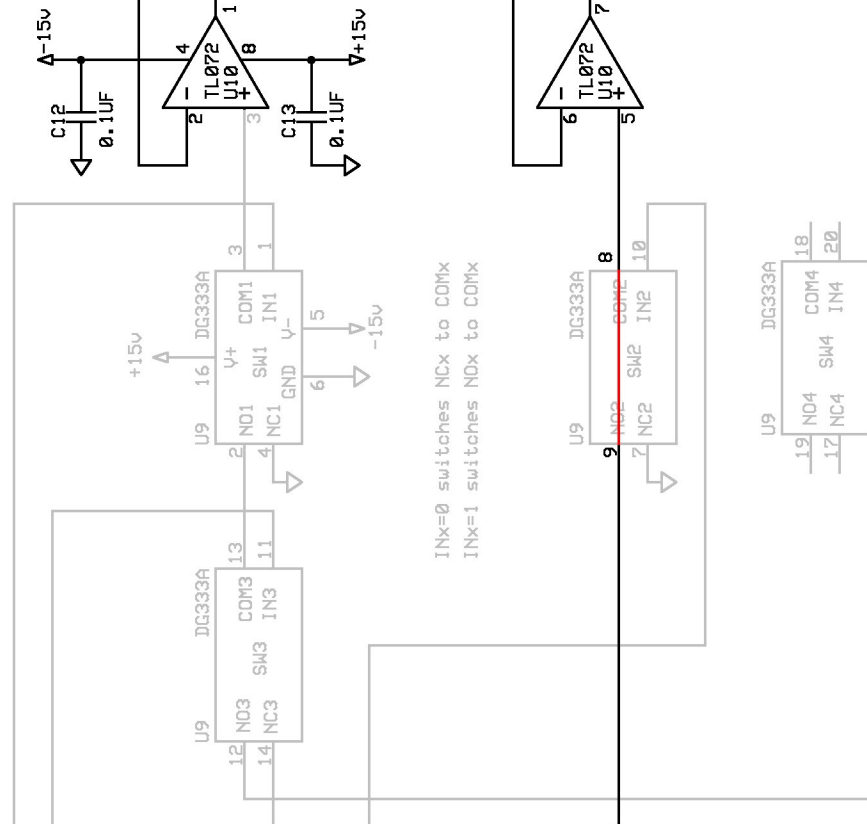 -15v
4
1
8
+15v
C12
0.1UF
-
TL072
U10
+
2
3
C13
0.1UF
7
-
TL072
U10
+
6
5
3
1
DG333A
COM1
IN1
+15v
16
V+
SW1
V-
5
-15v
GND
6
U9
NO1
NC1
2
4
INx=0 switches NCx to COMx
INx=1 switches NOx to COMx
8
10
DG333A
COM2
IN2
SW2
U9
NO2
NC2
9
7
18
20
DG333A
COM4
IN4
SW4
U9
NO4
NC4
19
17
13
11
DG333A
COM3
IN3
SW3
U9
NO3
NC3
12
14